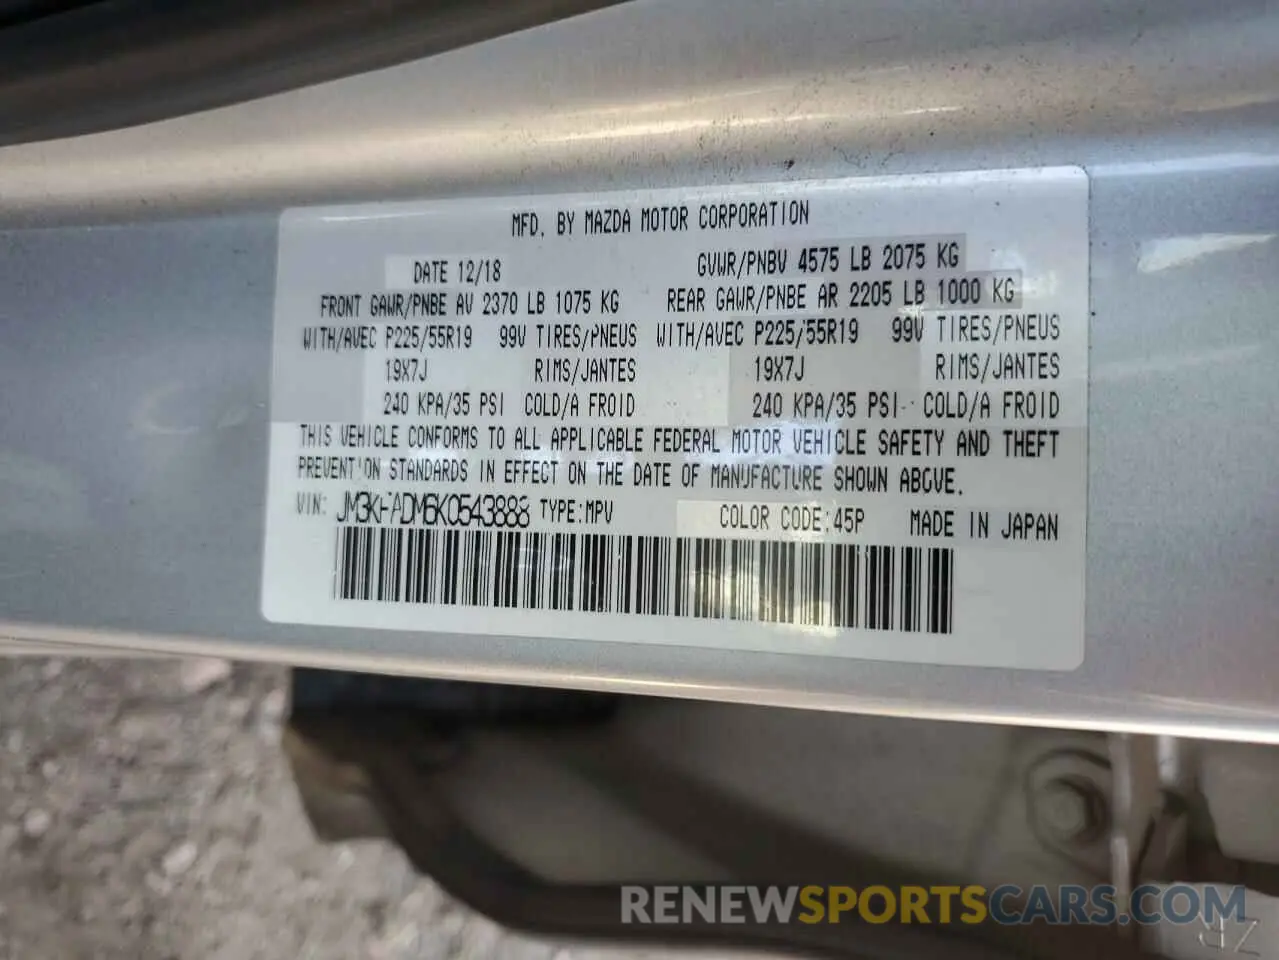 MFD. BY MAZDA MOTOR CORPORATION
DATE 12/18 GVWR/PNBV 4575 LB 2075 KG
FRONT GAWR/PNBE AV 2370 LB 1075 KG REAR GAWR/PNBE AR 2205 LB 1000 KG
WITH/AVEC P225/55R19 99V TIRES/PNEUS WITH/AVEC P225/55R19 99V TIRES/PNEUS
19X7J RIMS/JANTES 19X7J RIMS/JANTES
240 KPA/35 PSI COLD/A FROID 240 KPA/35 PSI COLD/A FROID
THIS VEHICLE CONFORMS TO ALL APPLICABLE FEDERAL MOTOR VEHICLE SAFETY AND THEFT
PREVENTION STANDARDS IN EFFECT ON THE DATE OF MANUFACTURE SHOWN ABOVE.
VIN: JM3KFADM6K0543888 TYPE:MPV COLOR CODE:45P MADE IN JAPAN
RENEWSPORTSCARS.COM